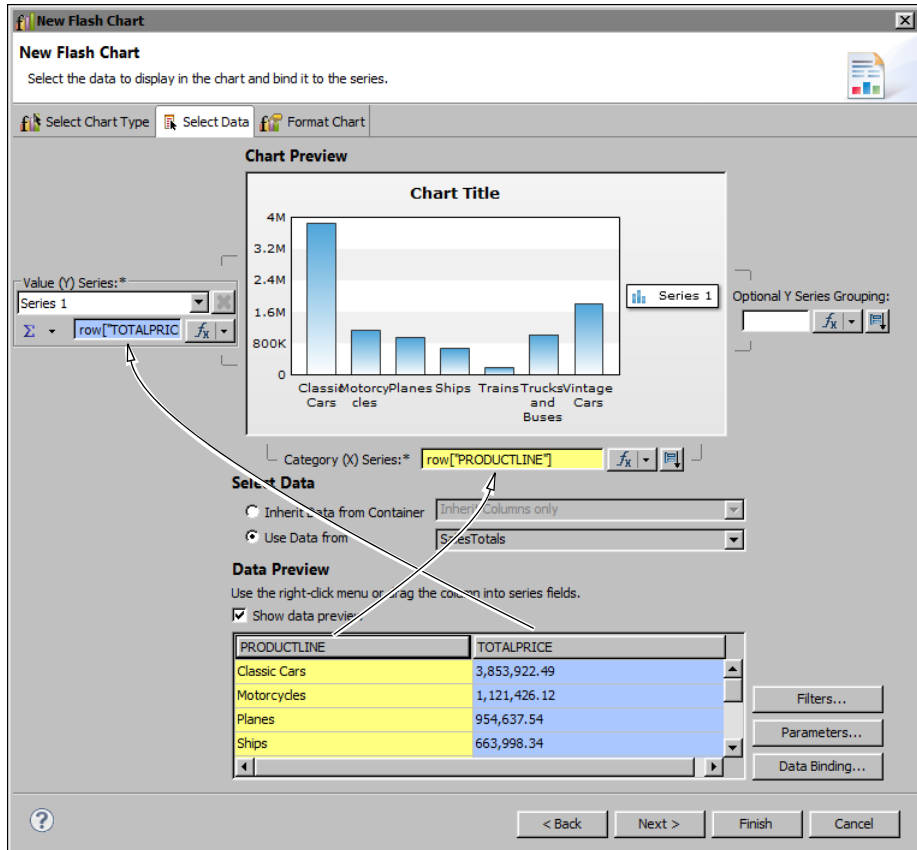 New Flash Chart
New Flash Chart
Select the data to display in the chart and bind it to the series.
Select Chart Type
Select Data
Format Chart
Chart Preview
Chart Title
4M
3.2M
2.4M
1.6M
800K
0
Classic Motorcy Planes Ships Trains Trucks Vintage
Cars cles and Cars
Buses
Series 1
Value (Y) Series:*
Series 1
Σ row["TOTALPRIC fx
Optional Y Series Grouping:
fx
Category (X) Series:* row["PRODUCTLINE"] fx
Select Data
Inherit Data from Container Inherit Columns only
Use Data from SalesTotals
Data Preview
Use the right-click menu or drag the column into series fields.
Show data preview
PRODUCTLINE TOTALPRICE
Classic Cars 3,853,922.49
Motorcycles 1,121,426.12
Planes 954,637.54
Ships 663,998.34
Filters...
Parameters...
Data Binding...
?
< Back Next > Finish Cancel